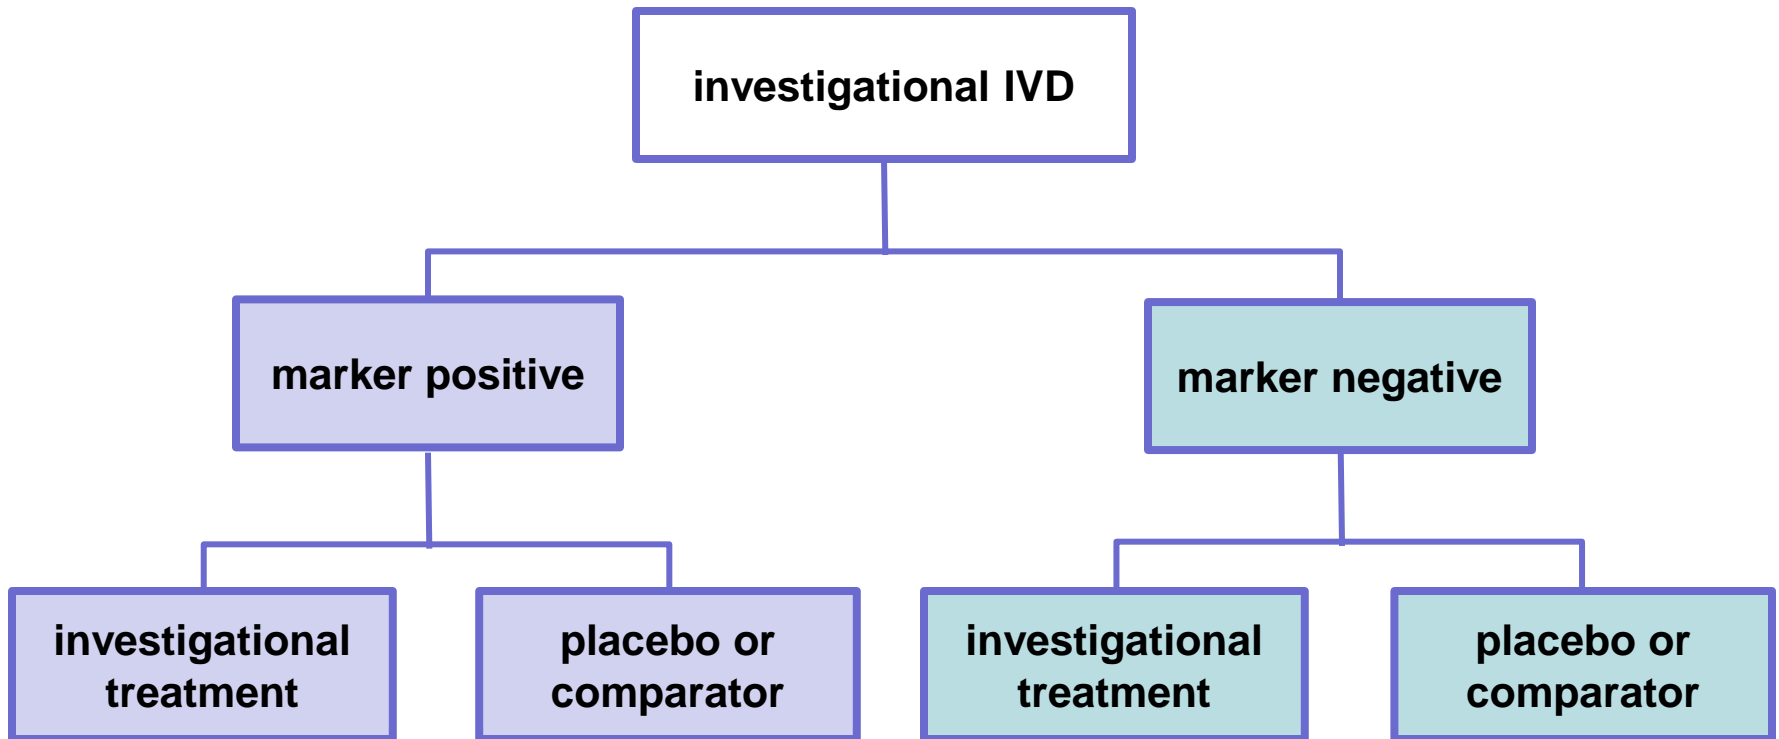 investigational IVD
marker positive
marker negative
investigational
treatment
placebo or
comparator
investigational
treatment
placebo or
comparator